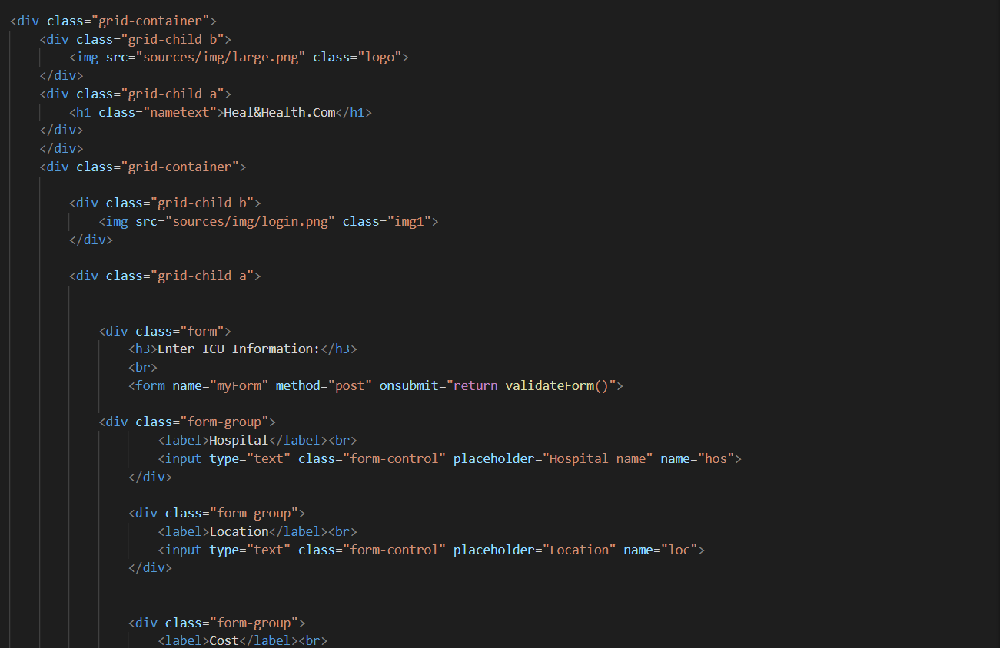 <div class="grid-container">
<div class="grid-child b">
<img src="sources/img/large.png" class="logo">
</div>
<div class="grid-child a">
<h1 class="nametext">Heal&Health.Com</h1>
</div>
</div>
<div class="grid-container">
<div class="grid-child b">
<img src="sources/img/login.png" class="img1">
</div>
<div class="grid-child a">
<div class="form">
<h3>Enter ICU Information:</h3>
<br>
<form name="myForm" method="post" onsubmit="return validateForm()">
<div class="form-group">
<label>Hospital</label><br>
<input type="text" class="form-control" placeholder="Hospital name" name="hos">
</div>
<div class="form-group">
<label>Location</label><br>
<input type="text" class="form-control" placeholder="Location" name="loc">
</div>
<div class="form-group">
<label>Cost</label><br>